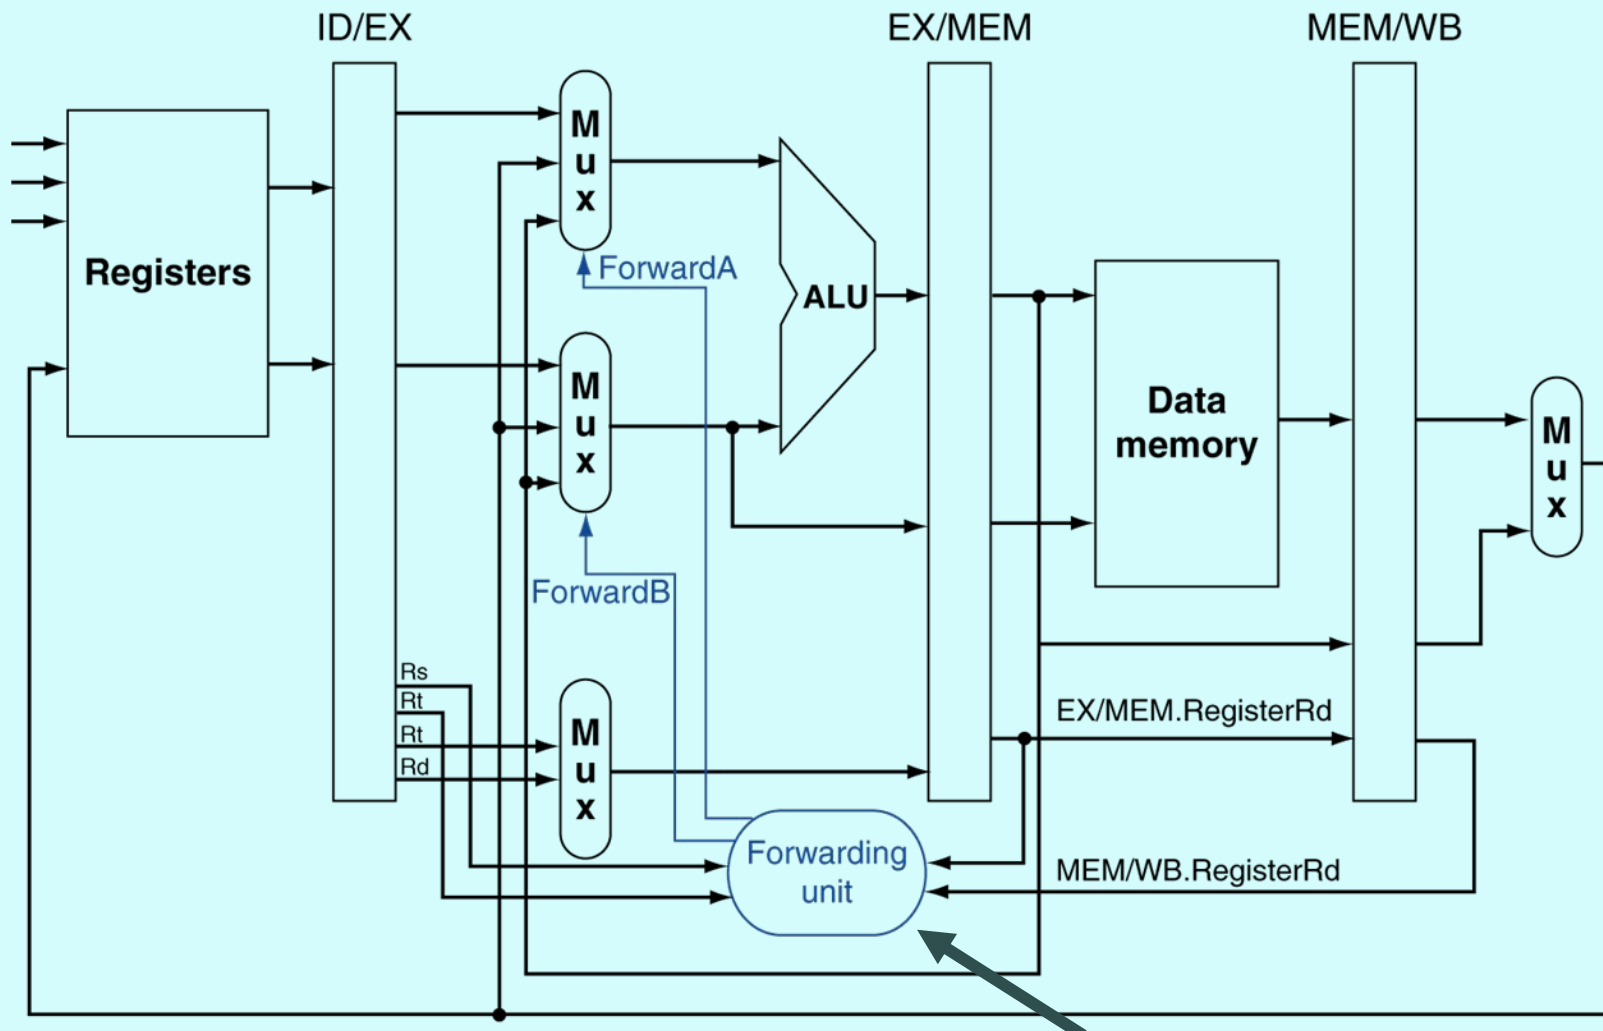 ID/EX
EX/MEM
MEM/WB
M
u
x
Registers
ForwardA
ALU
M
u
x
Data
memory
M
u
x
ForwardB
Rs
Rt
Rt
Rd
M
u
x
EX/MEM.RegisterRd
Forwarding
unit
MEM/WB.RegisterRd